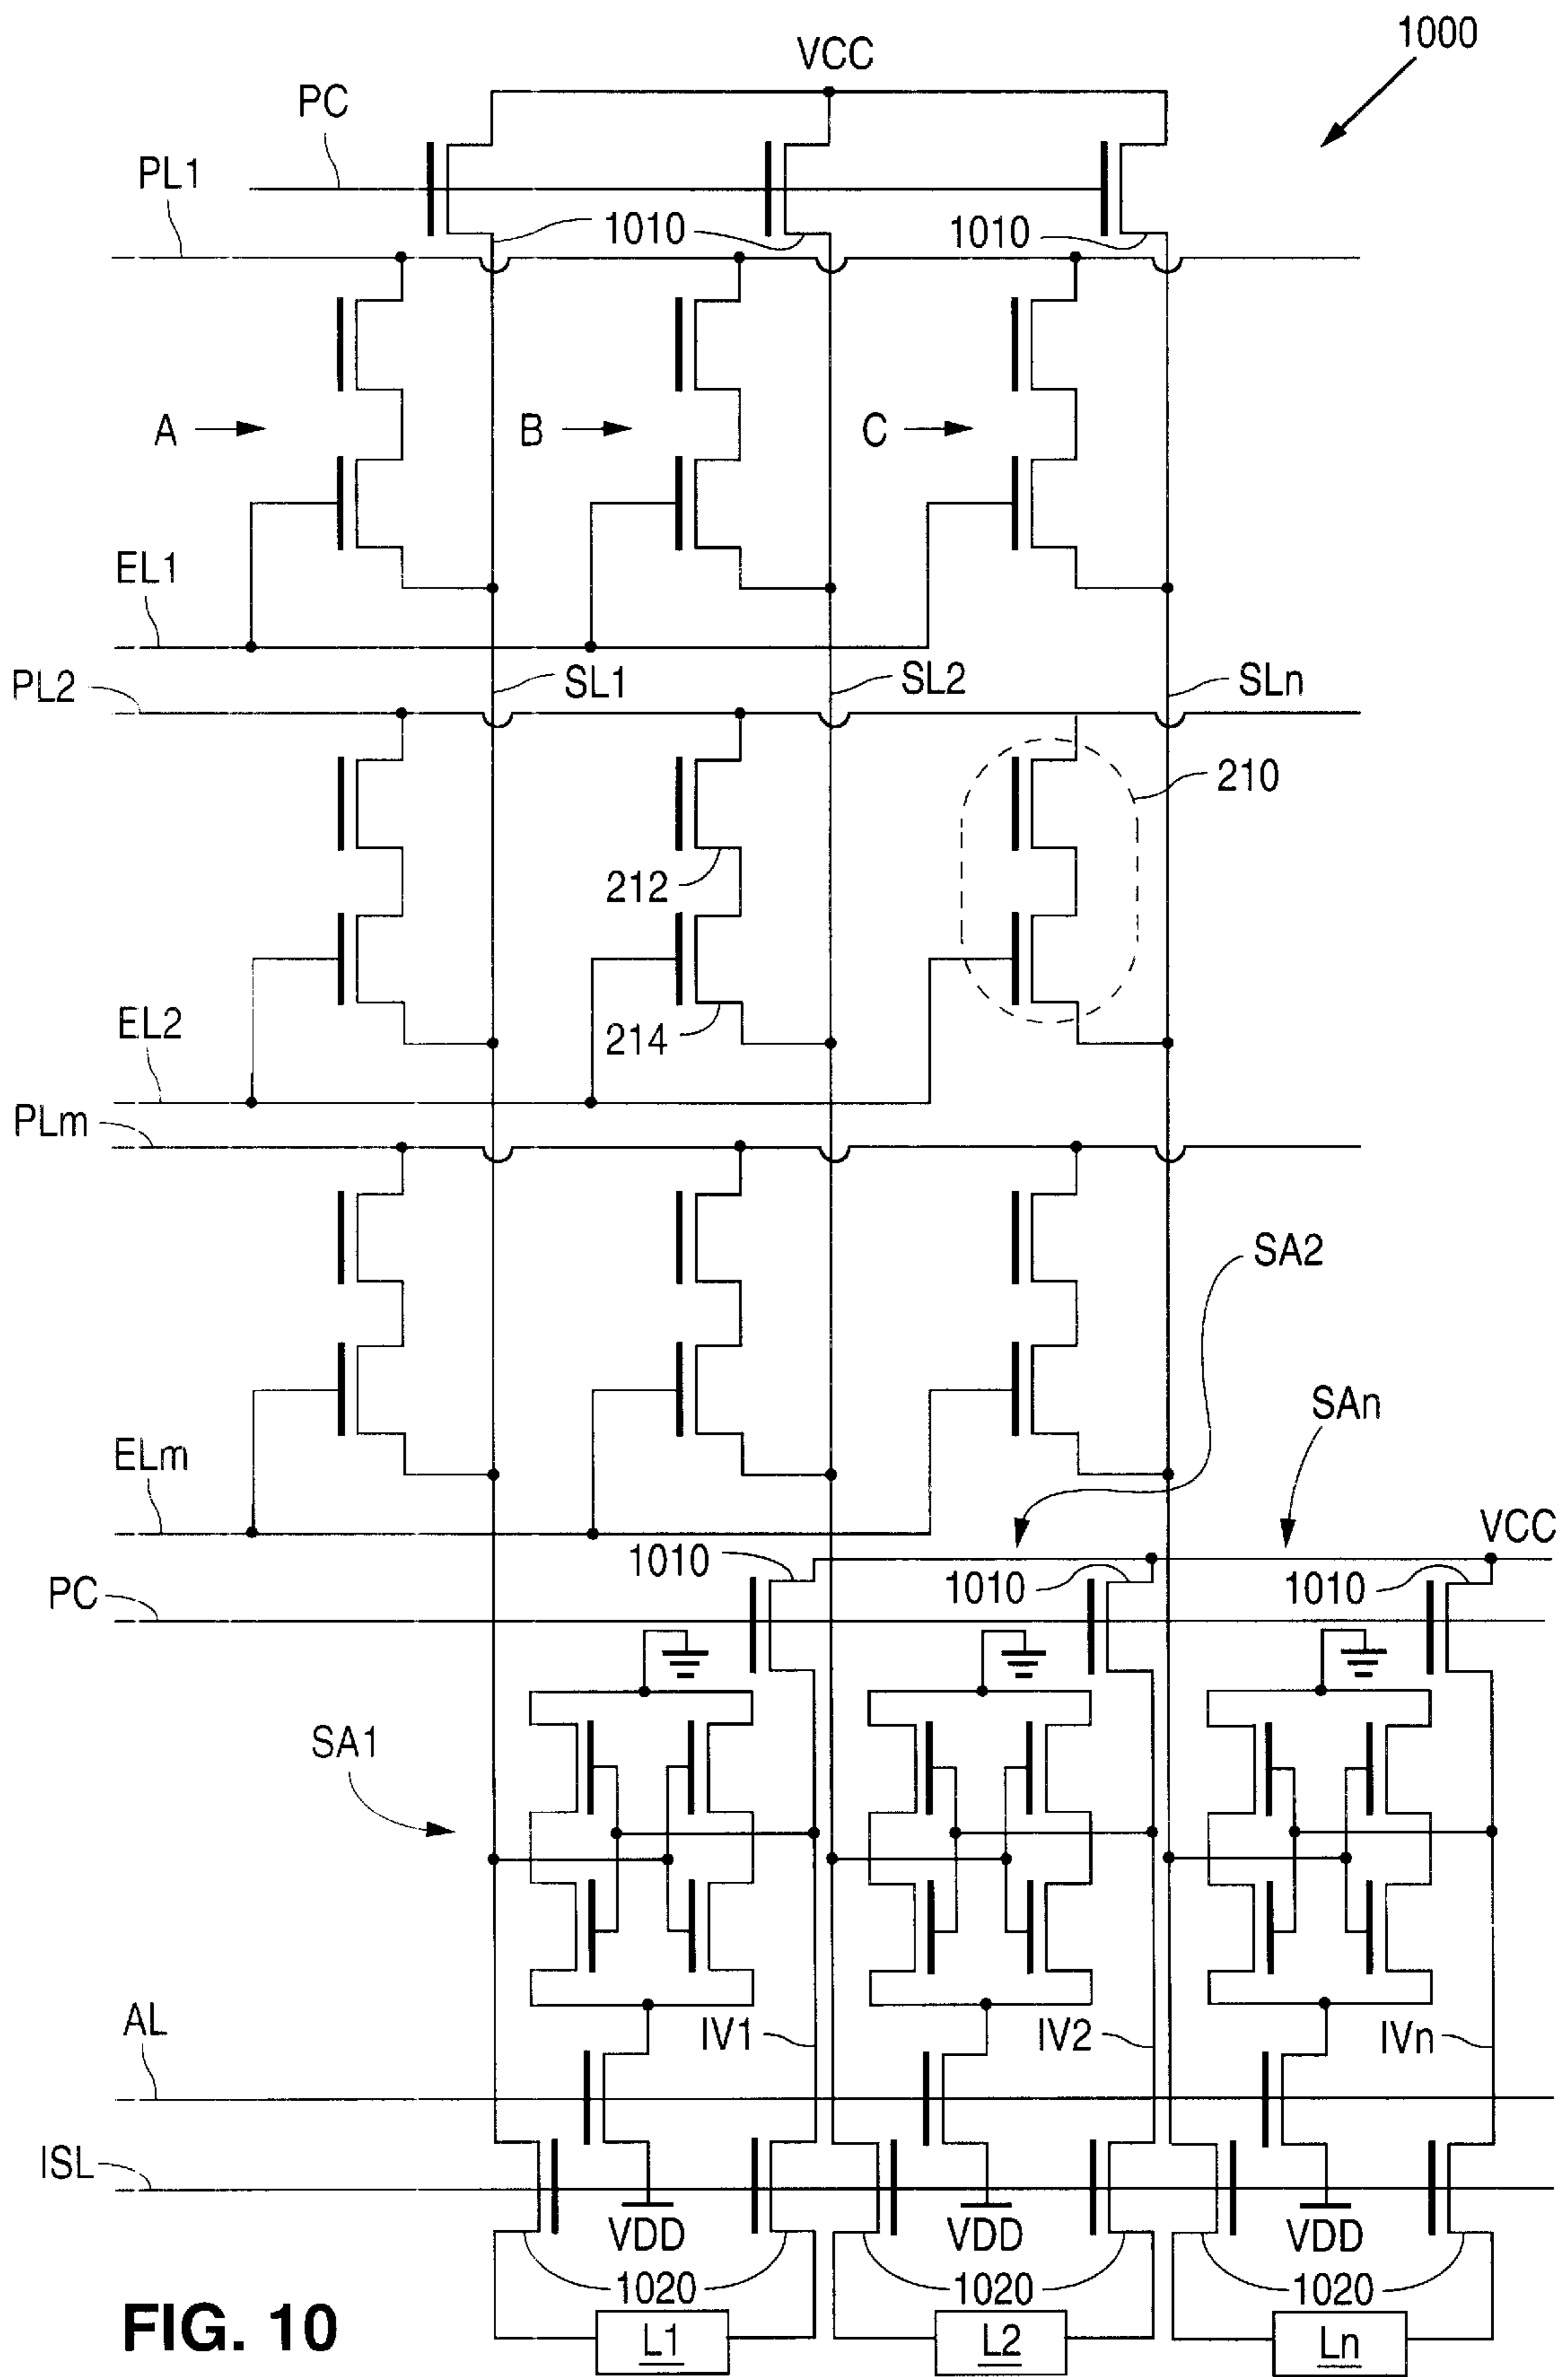 1000
VCC
PC
PL1
1010
1010
A
B
C
EL1
PL2
SL1
SL2
SLn
210
212
EL2
214
PLm
SA2
SAn
ELm
VCC
1010
1010
1010
PC
SA1
AL
IV1
IV2
IVn
ISL
VDD
VDD
VDD
1020
1020
1020
FIG. 10
L1
L2
Ln